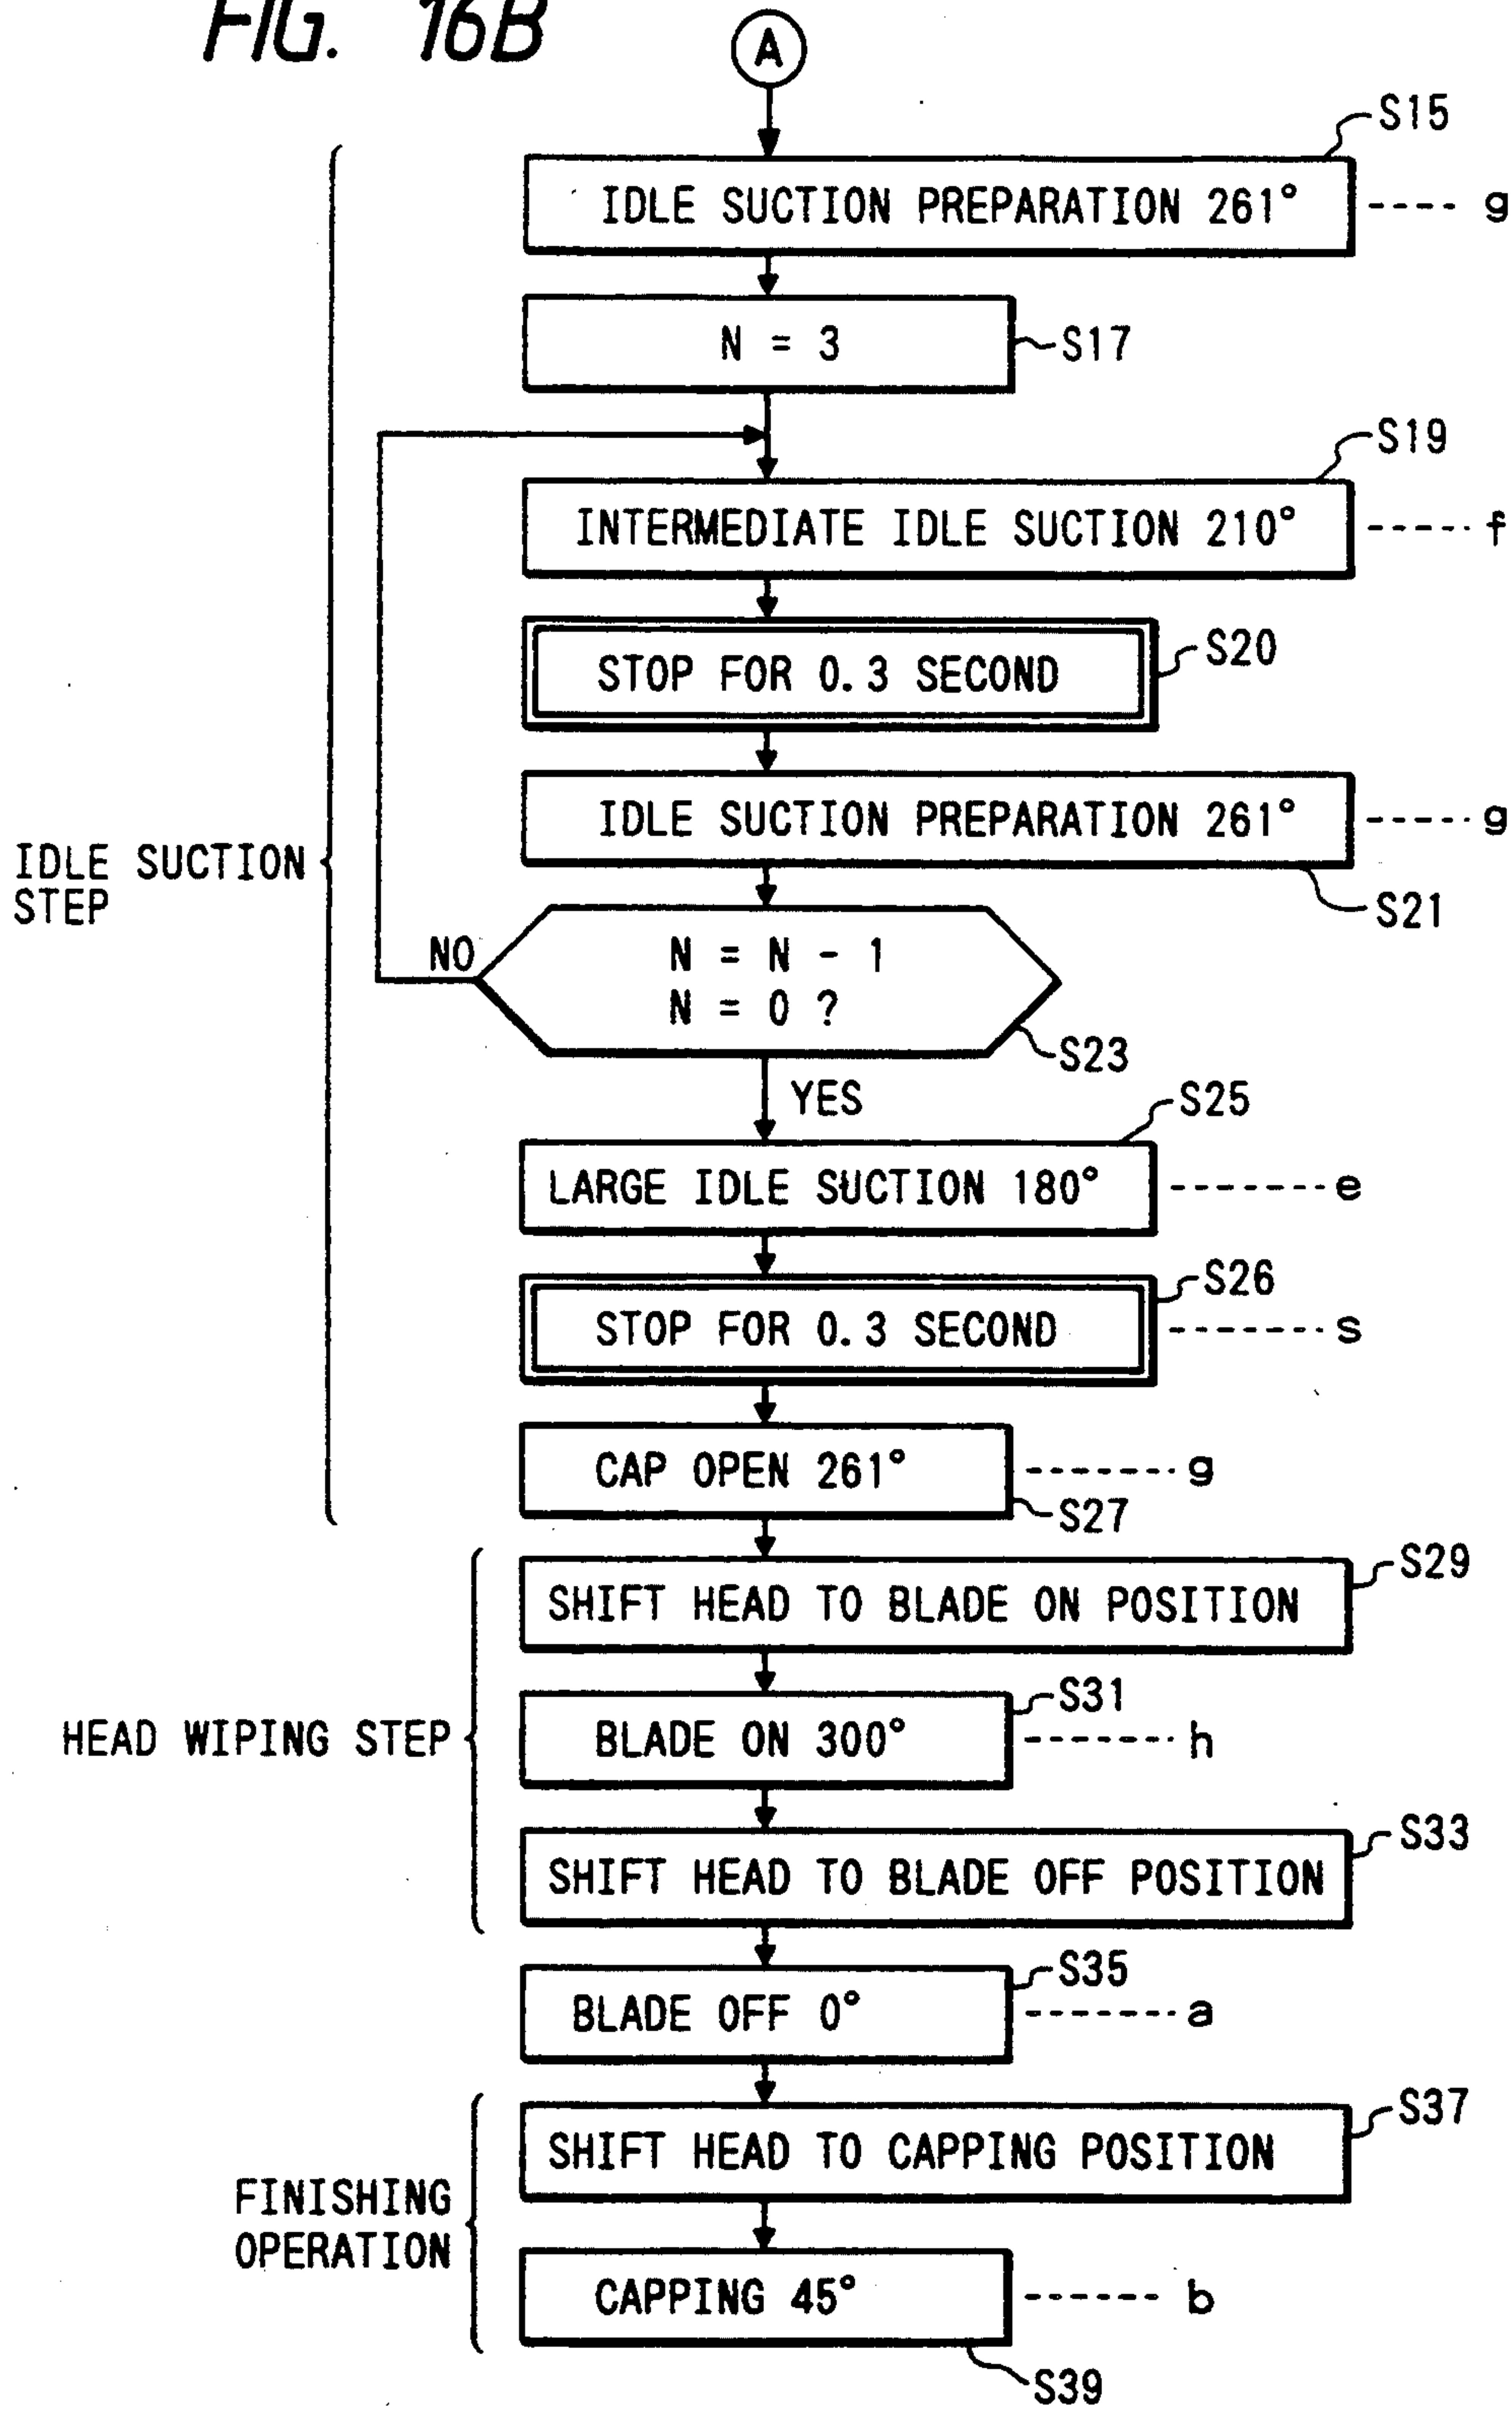 FIG. 16B
A
S15
IDLE SUCTION PREPARATION 261° ---- g
N = 3
S17
S19
INTERMEDIATE IDLE SUCTION 210° ----- f
S20
STOP FOR 0.3 SECOND
IDLE SUCTION PREPARATION 261° ----- g
S21
IDLE SUCTION
STEP
NO
N = N - 1
N = 0 ?
S23
YES
S25
LARGE IDLE SUCTION 180° ------- e
S26
STOP FOR 0.3 SECOND ------- s
CAP OPEN 261° ------- g
S27
S29
SHIFT HEAD TO BLADE ON POSITION
S31
HEAD WIPING STEP
BLADE ON 300° ------- h
S33
SHIFT HEAD TO BLADE OFF POSITION
S35
BLADE OFF 0° ------- a
S37
SHIFT HEAD TO CAPPING POSITION
FINISHING
OPERATION
CAPPING 45° ------ b
S39